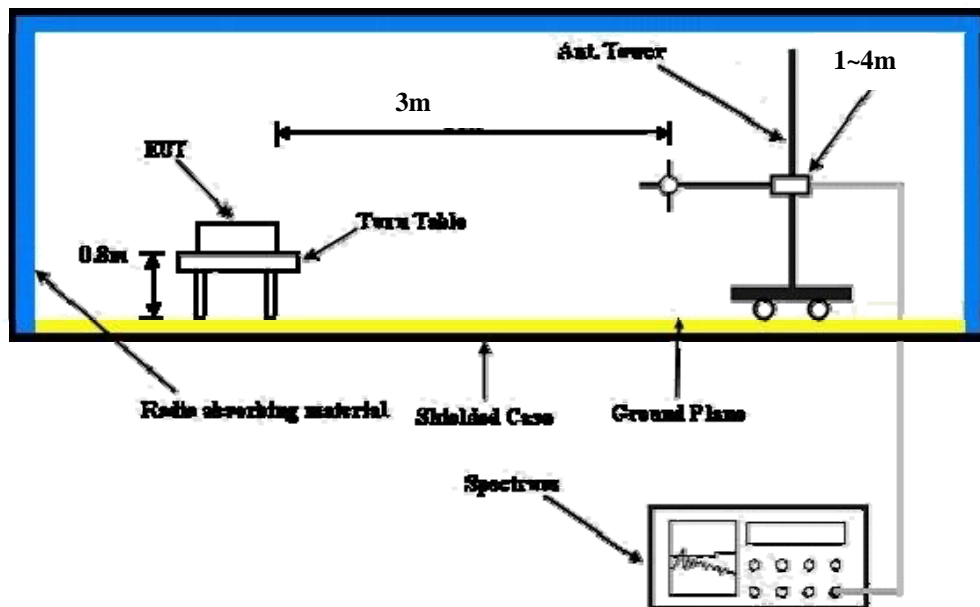 Ant. Tower
1~4m
3m
EUT
Turn Table
0.8m
Radio absorbing material
Shielded Case
Ground Plane
Spectrum